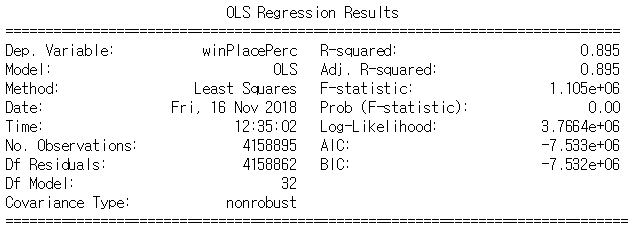 OLS Regression Results
==============================================================================
Dep. Variable: winPlacePerc R-squared: 0.895
Model: OLS Adj. R-squared: 0.895
Method: Least Squares F-statistic: 1.105e+06
Date: Fri, 16 Nov 2018 Prob (F-statistic): 0.00
Time: 12:35:02 Log-Likelihood: 3.7664e+06
No. Observations: 4158895 AIC: -7.533e+06
Df Residuals: 4158862 BIC: -7.532e+06
Df Model: 32
Covariance Type: nonrobust
==============================================================================